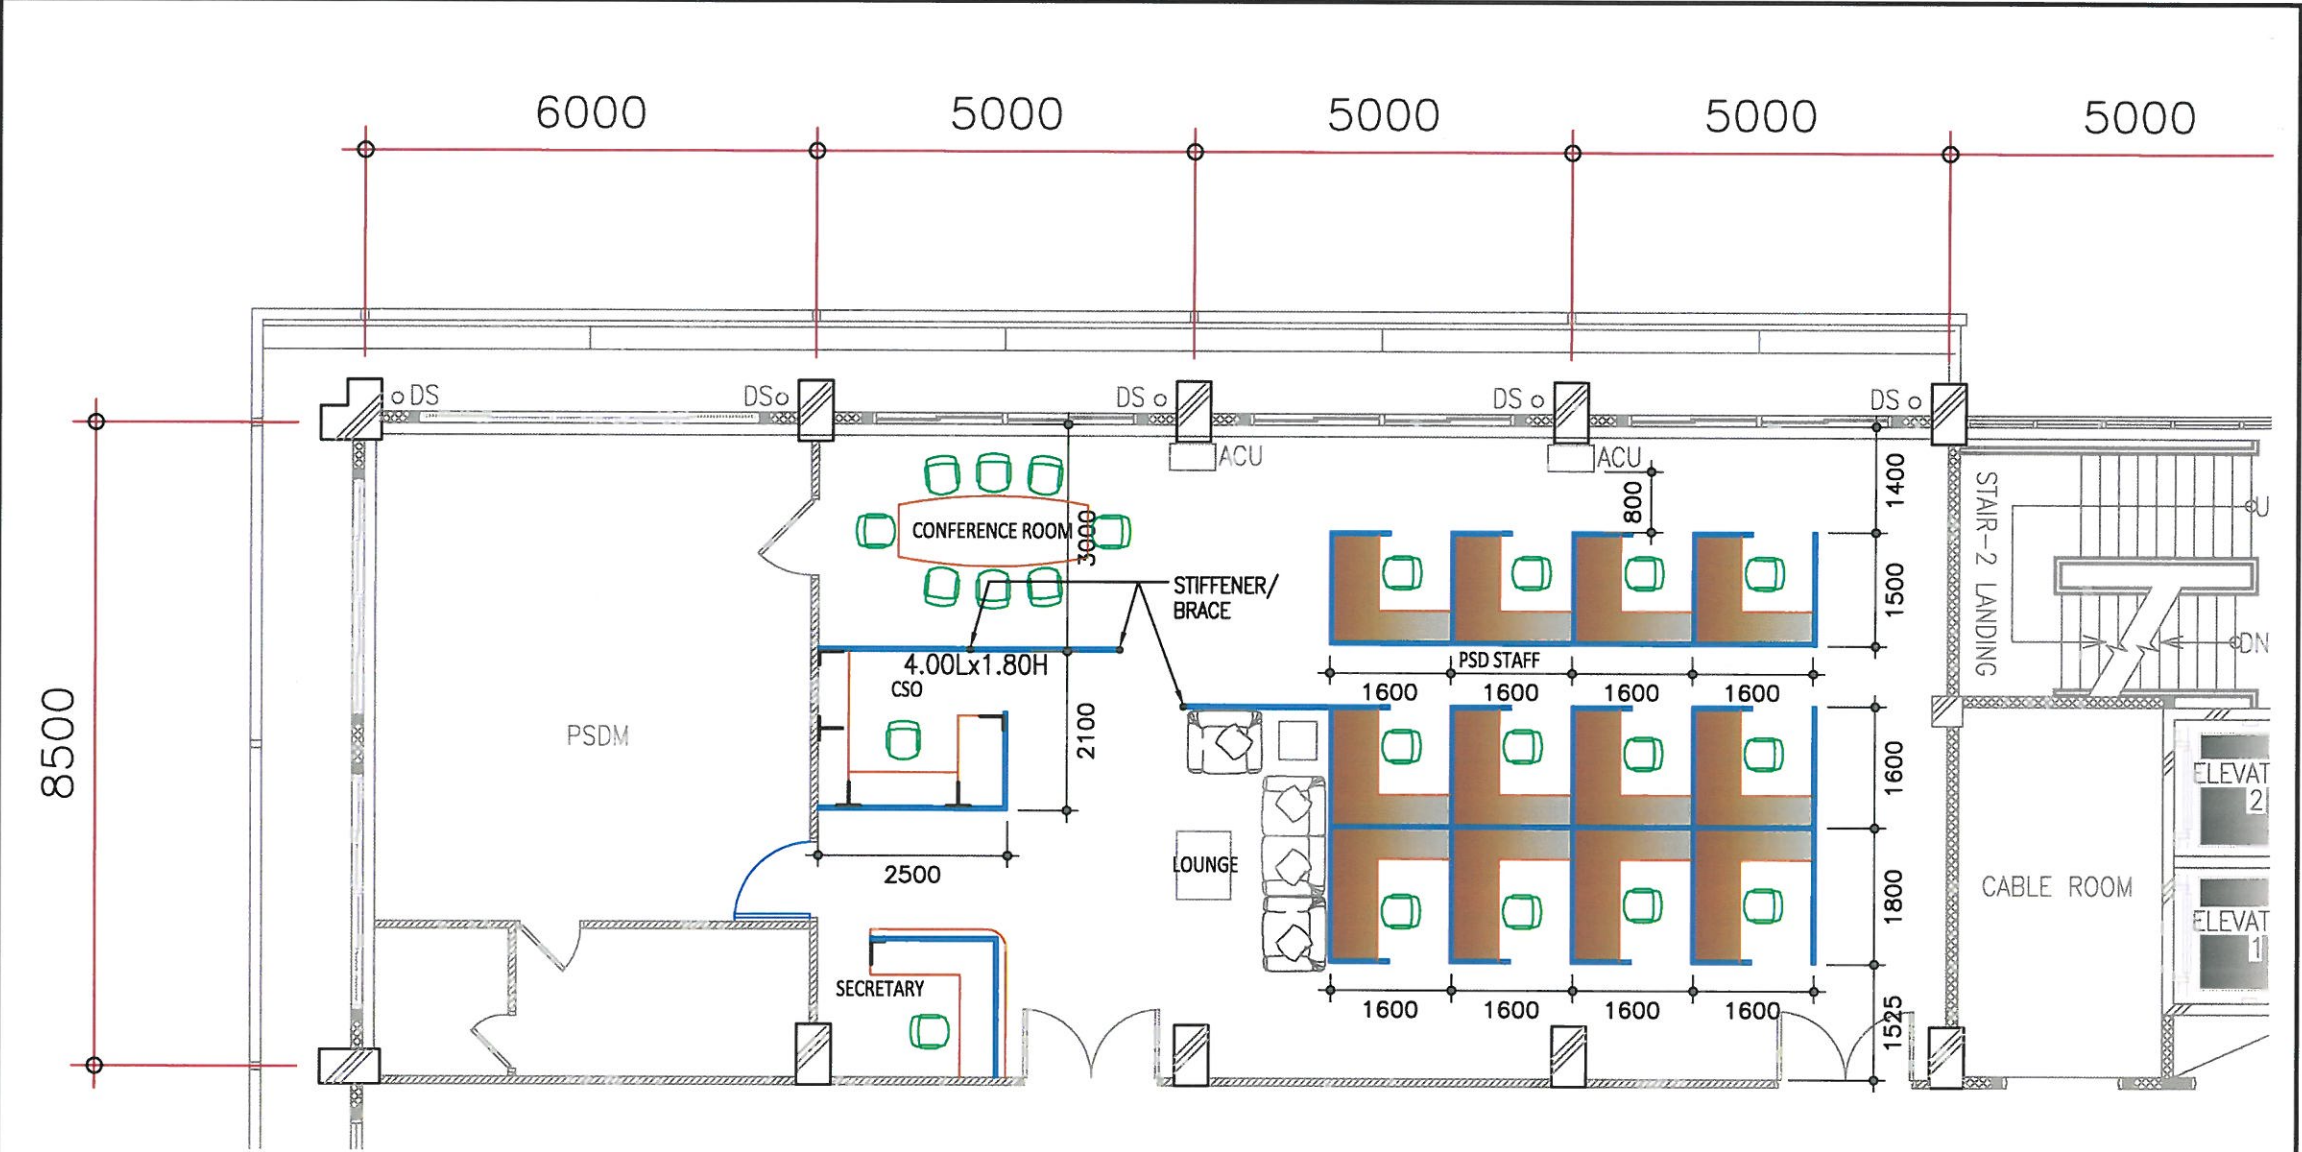 6000
5000
5000
5000
5000
DS
DS
DS
DS
DS
ACU
ACU
800
1400
1500
CONFERENCE ROOM
3000
STIFFENER/
BRACE
STAIR-2 LANDING
U
DN
4.00Lx1.80H
CSO
PSD STAFF
1600
1600
1600
1600
PSDM
8500
2100
1600
ELEVAT
2
2500
LOUNGE
1800
CABLE ROOM
ELEVAT
1
SECRETARY
1600
1600
1600
1600
1525